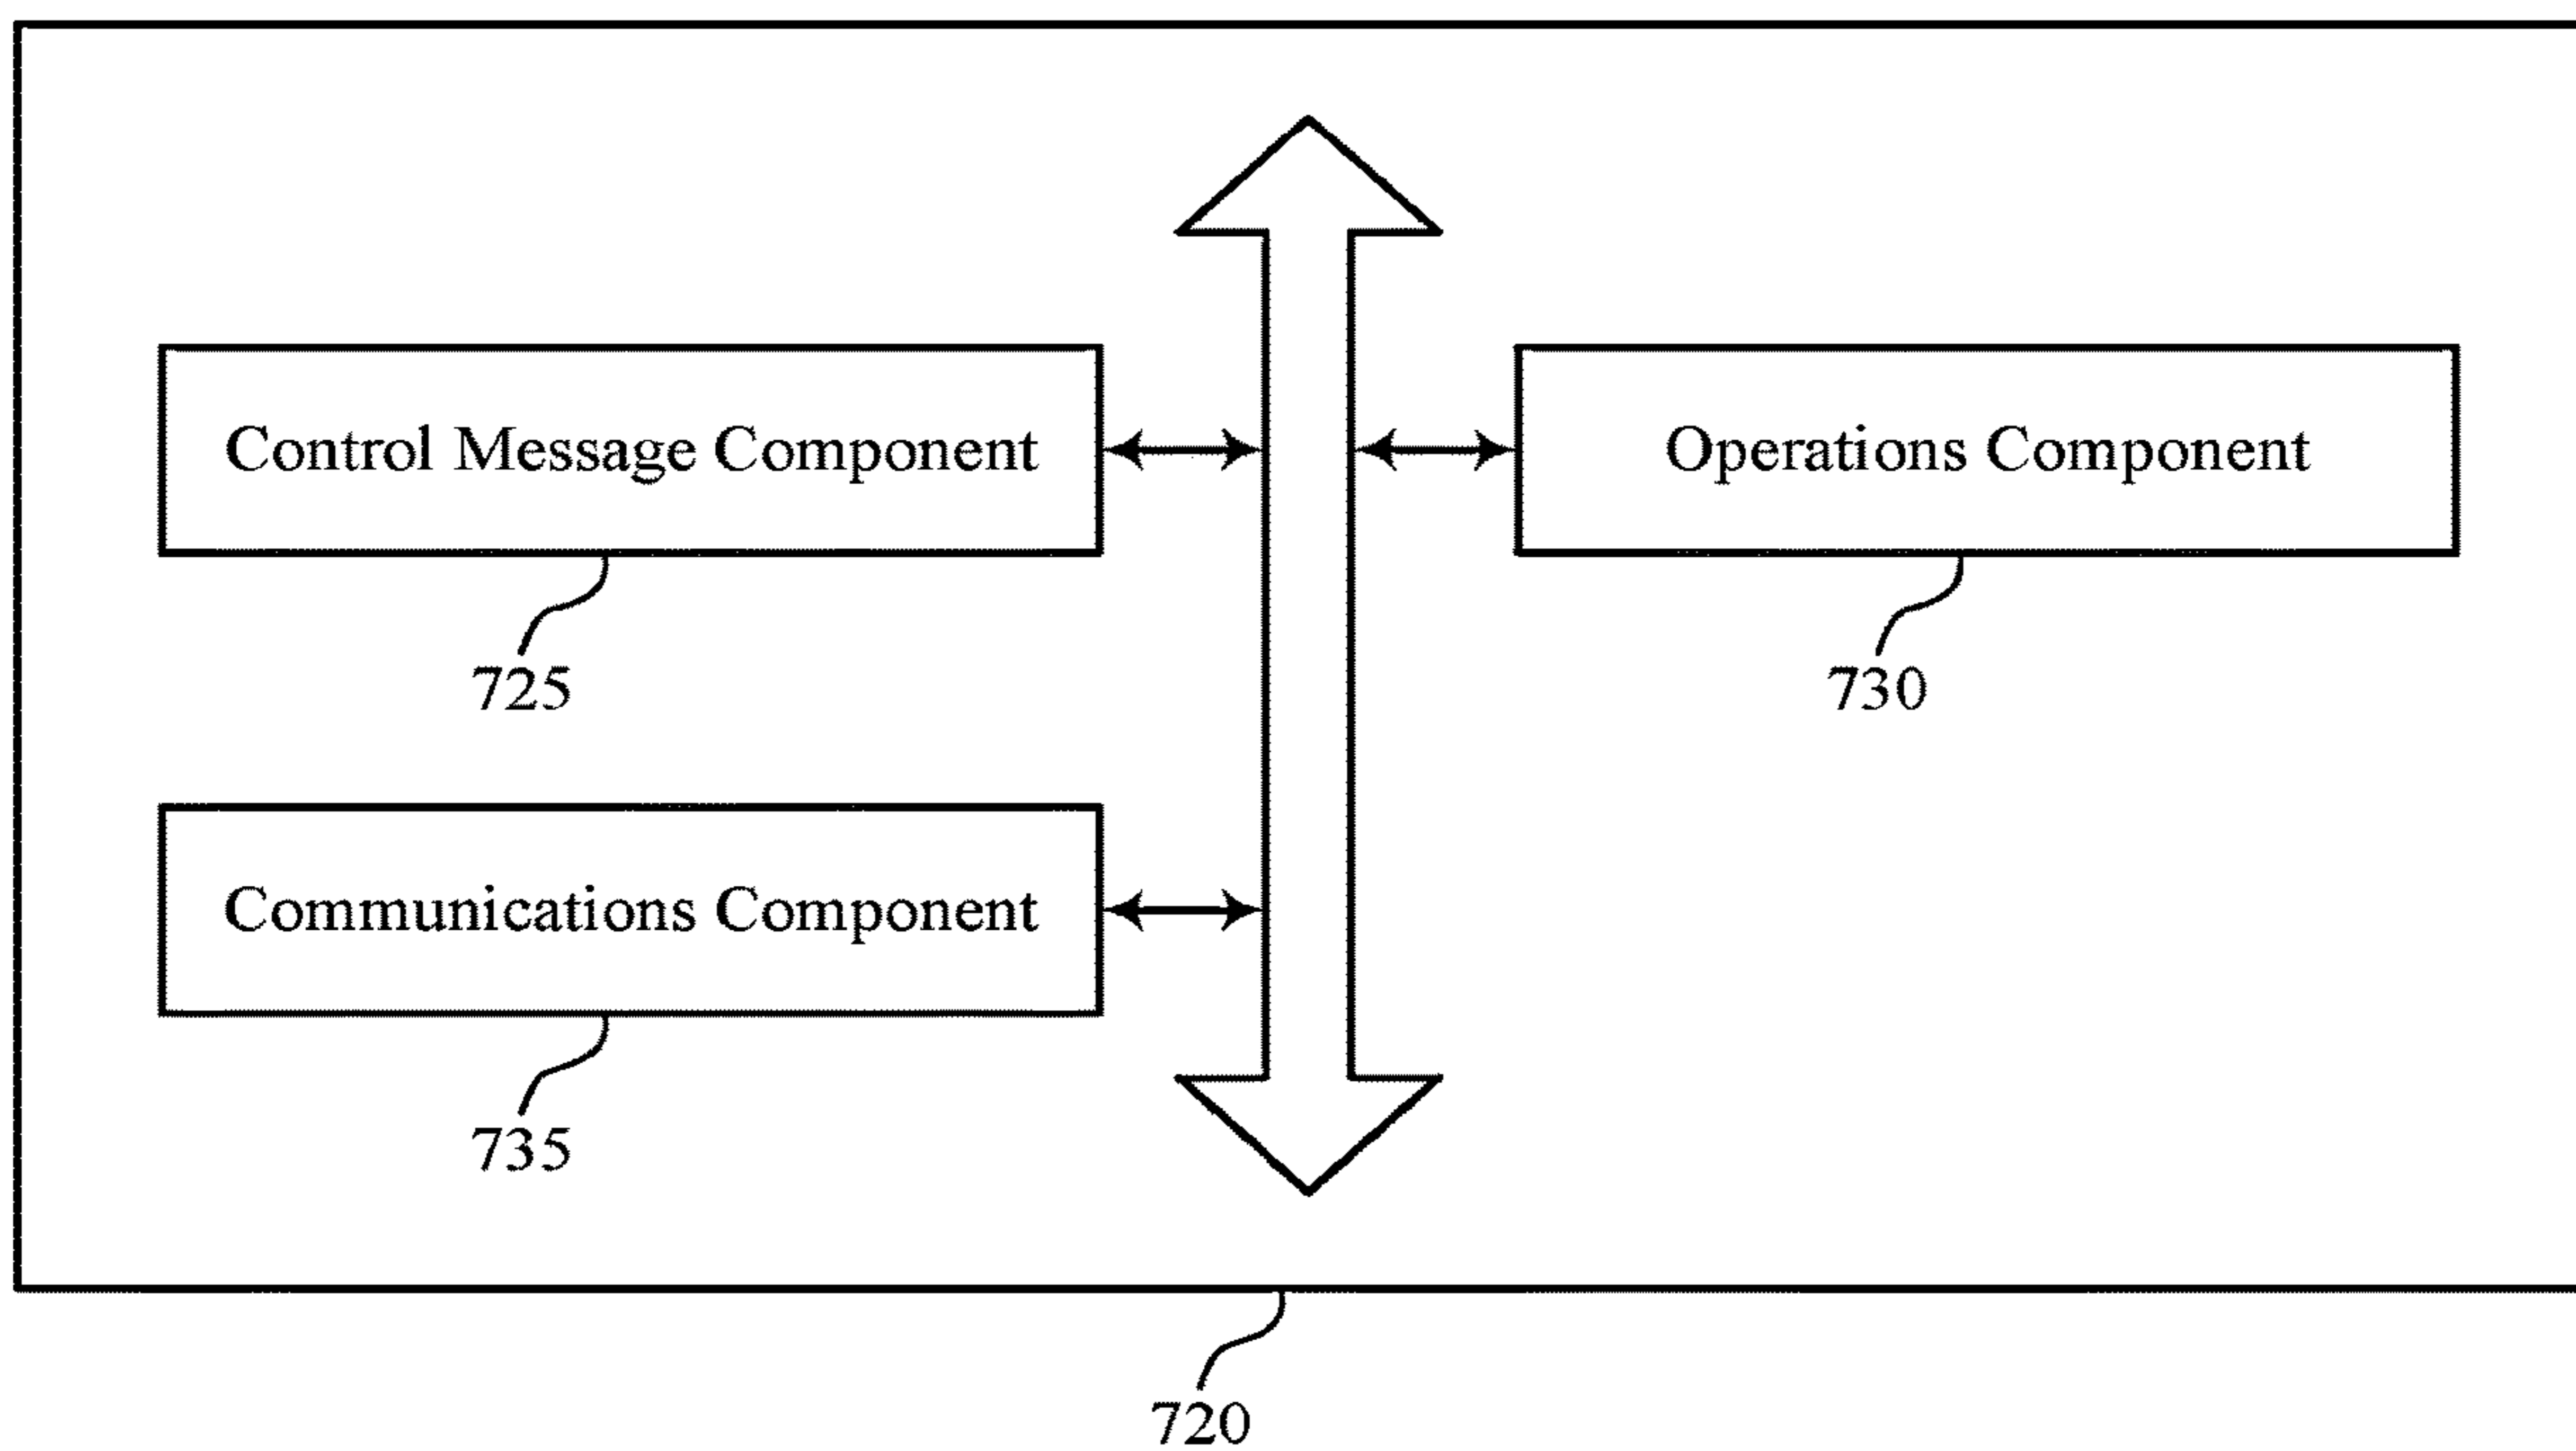 Control Message Component
Operations Component
725
730
Communications Component
735
720